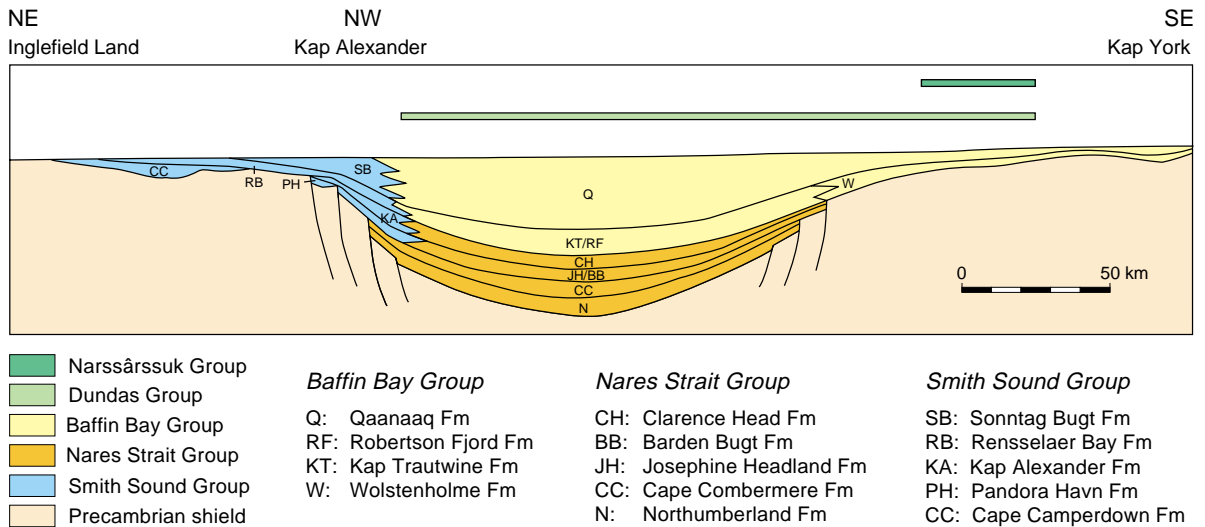 NE NW SE
Inglefield Land Kap Alexander Kap York
CC
RB
PH
SB
KA
Q
W
KT/RF
CH
JH/BB
CC
N
0 50 km
Narssârssuk Group
Dundas Group
Baffin Bay Group
Nares Strait Group
Smith Sound Group
Precambrian shield
Baffin Bay Group
Q: Qaanaaq Fm
RF: Robertson Fjord Fm
KT: Kap Trautwine Fm
W: Wolstenholme Fm
Nares Strait Group
CH: Clarence Head Fm
BB: Barden Bugt Fm
JH: Josephine Headland Fm
CC: Cape Combermere Fm
N: Northumberland Fm
Smith Sound Group
SB: Sonntag Bugt Fm
RB: Rensselaer Bay Fm
KA: Kap Alexander Fm
PH: Pandora Havn Fm
CC: Cape Camperdown Fm